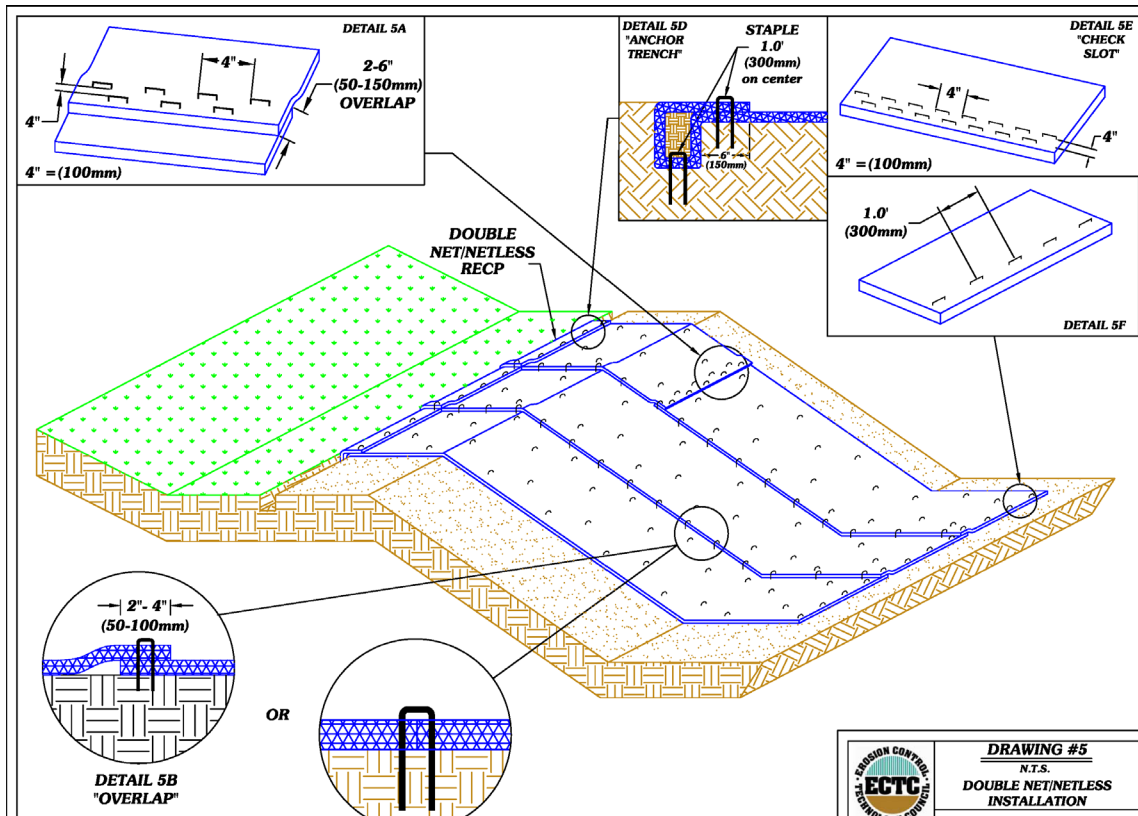 DETAIL 5A
4"
2-6"
(50-150mm)
OVERLAP
4"
4" = (100mm)
DETAIL 5D
"ANCHOR
TRENCH"
STAPLE
1.0'
(300mm)
on center
6"
(150mm)
DETAIL 5E
"CHECK
SLOT"
4"
4"
4" = (100mm)
1.0'
(300mm)
DETAIL 5F
DOUBLE
NET/NETLESS
RECP
2"- 4"
(50-100mm)
DETAIL 5B
"OVERLAP"
OR
EROSION CONTROL
ECTC
TECHNOLOGY COUNCIL
DRAWING #5
N.T.S.
DOUBLE NET/NETLESS
INSTALLATION